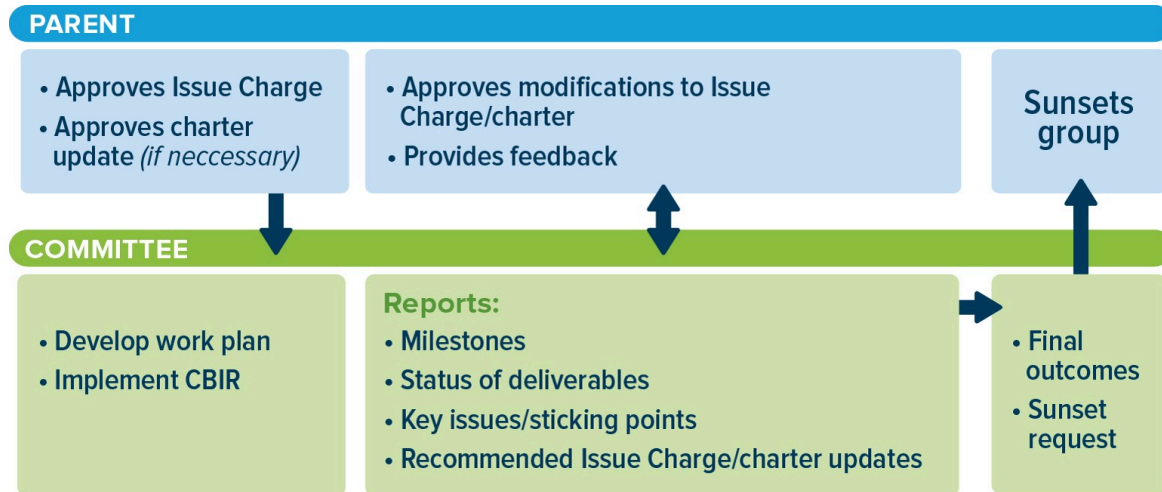 PARENT
• Approves Issue Charge
• Approves charter
update (if neccessary)
• Approves modifications to Issue
Charge/charter
• Provides feedback
Sunsets
group
COMMITTEE
• Develop work plan
• Implement CBIR
Reports:
• Milestones
• Status of deliverables
• Key issues/sticking points
• Recommended Issue Charge/charter updates
• Final
outcomes
• Sunset
request